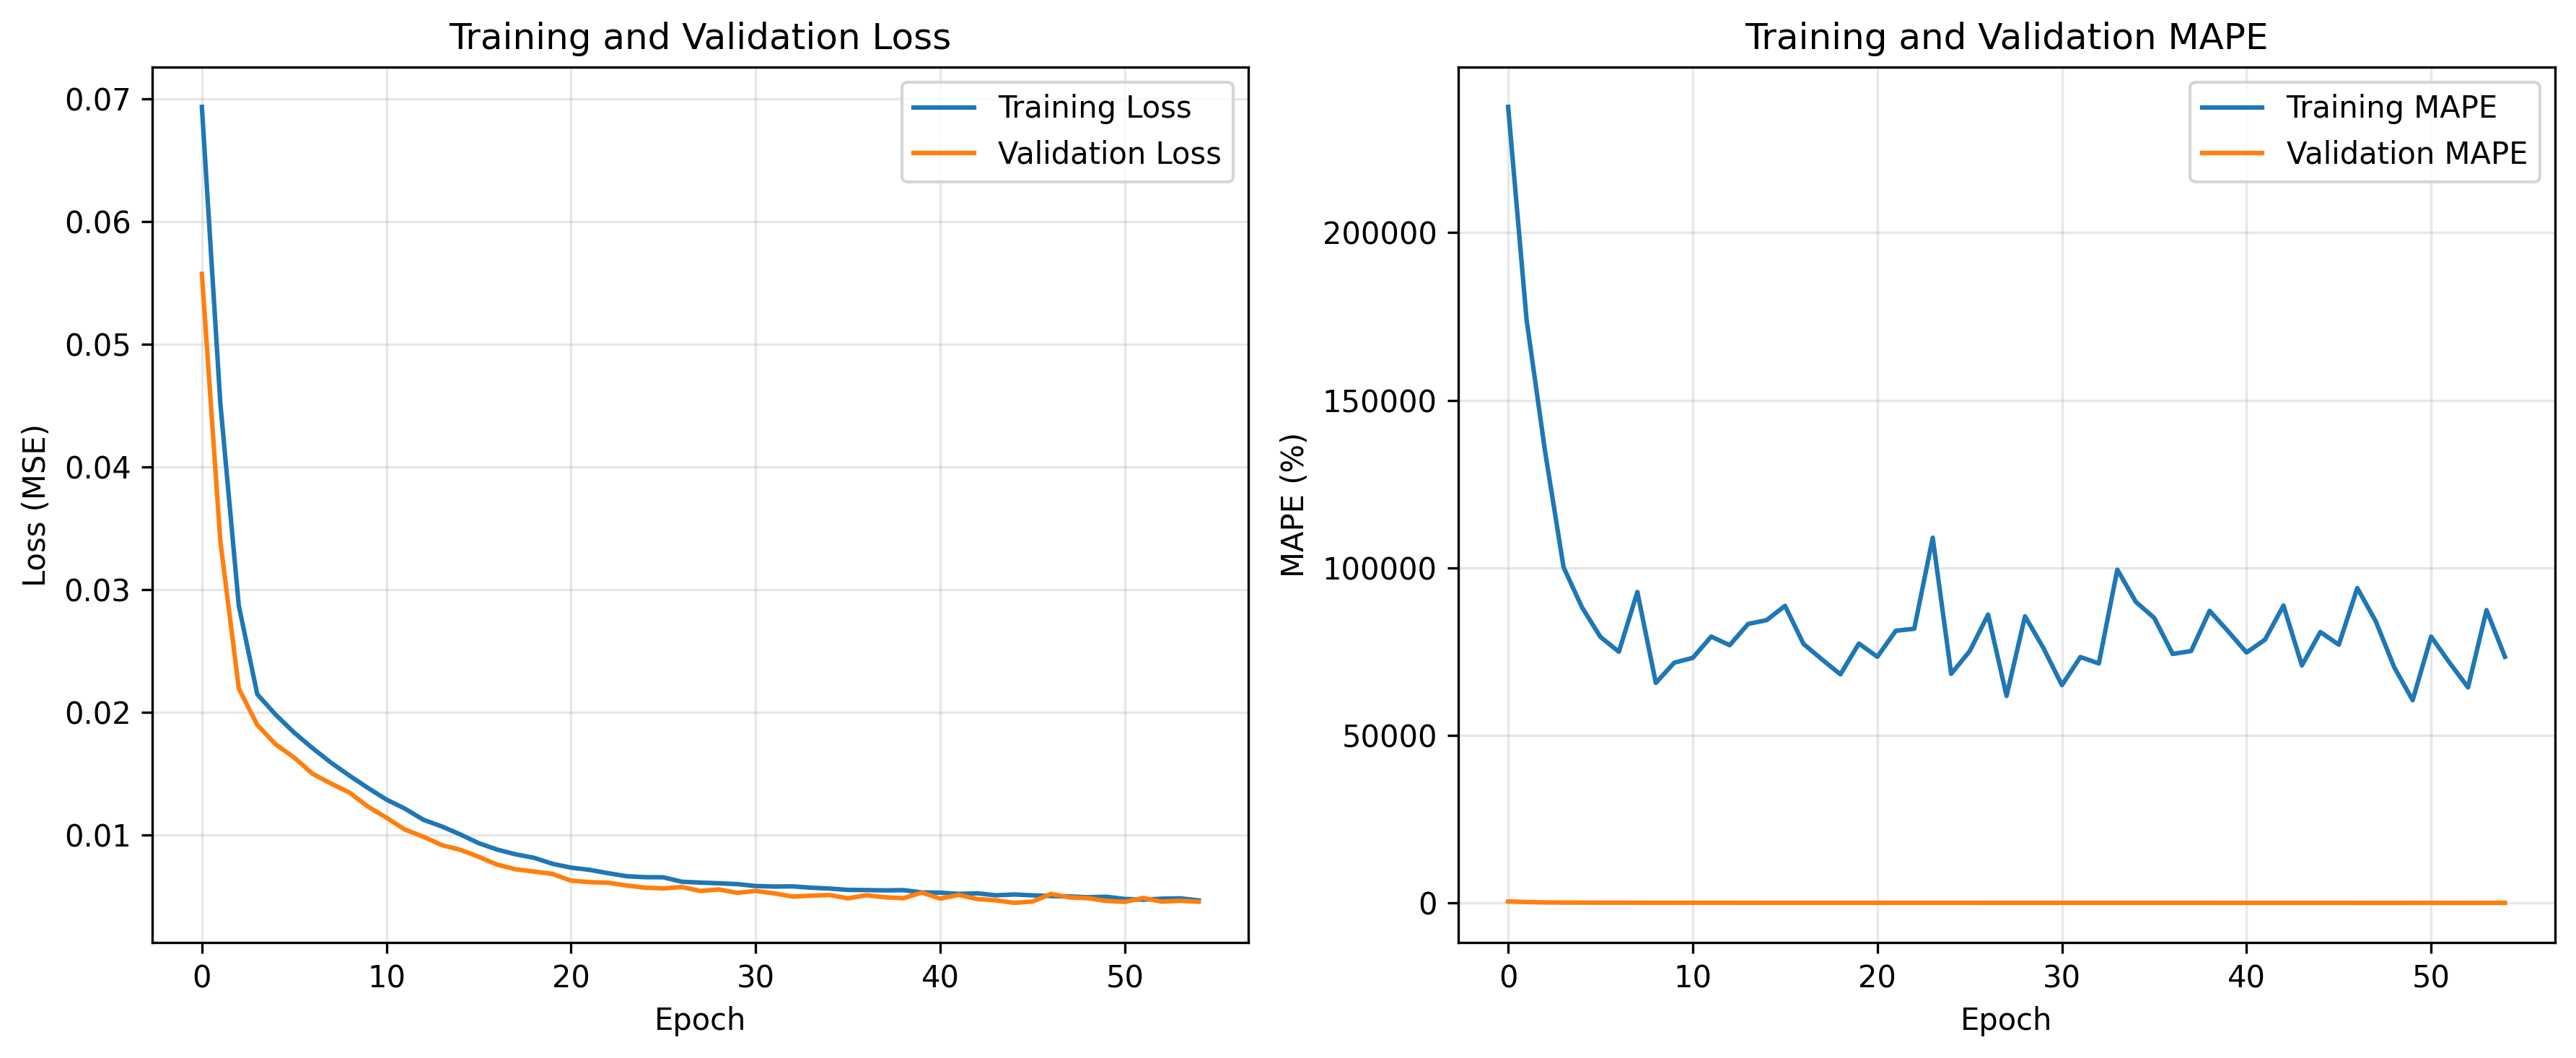 Training and Validation Loss
Training Loss
Validation Loss
0.07
0.06
0.05
0.04
0.03
0.02
0.01
Loss (MSE)
0 10 20 30 40 50
Epoch
Training and Validation MAPE
Training MAPE
Validation MAPE
200000
150000
100000
50000
0
MAPE (%)
0 10 20 30 40 50
Epoch